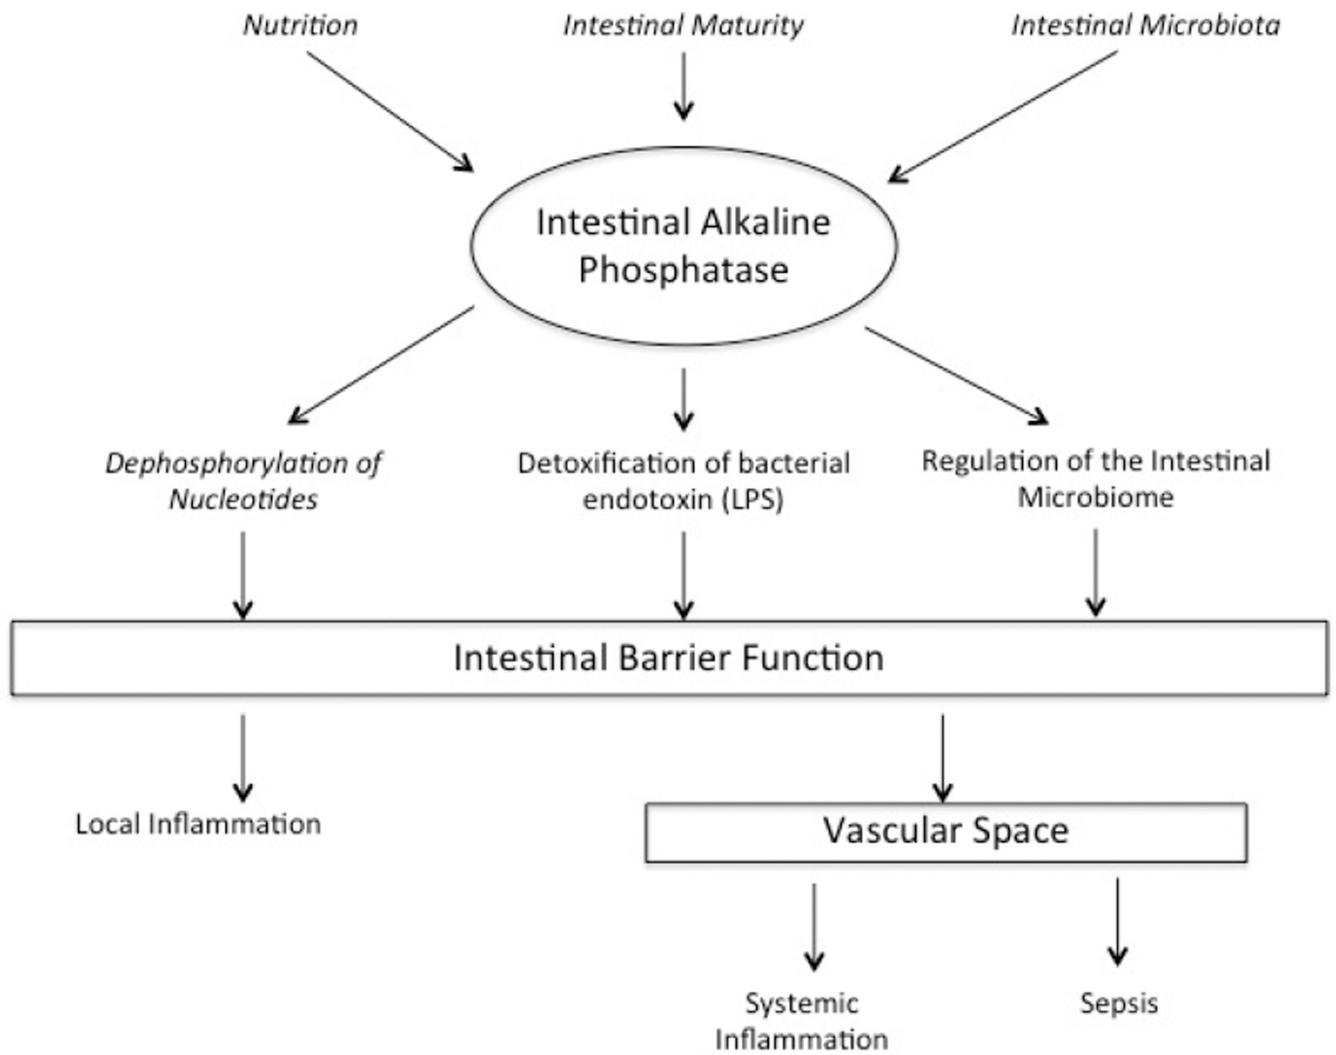 Nutrition
Intestinal Maturity
Intestinal Microbiota
Intestinal Alkaline
Phosphatase
Dephosphorylation of
Nucleotides
Detoxification of bacterial
endotoxin (LPS)
Regulation of the Intestinal
Microbiome
Intestinal Barrier Function
Local Inflammation
Vascular Space
Systemic
Inflammation
Sepsis